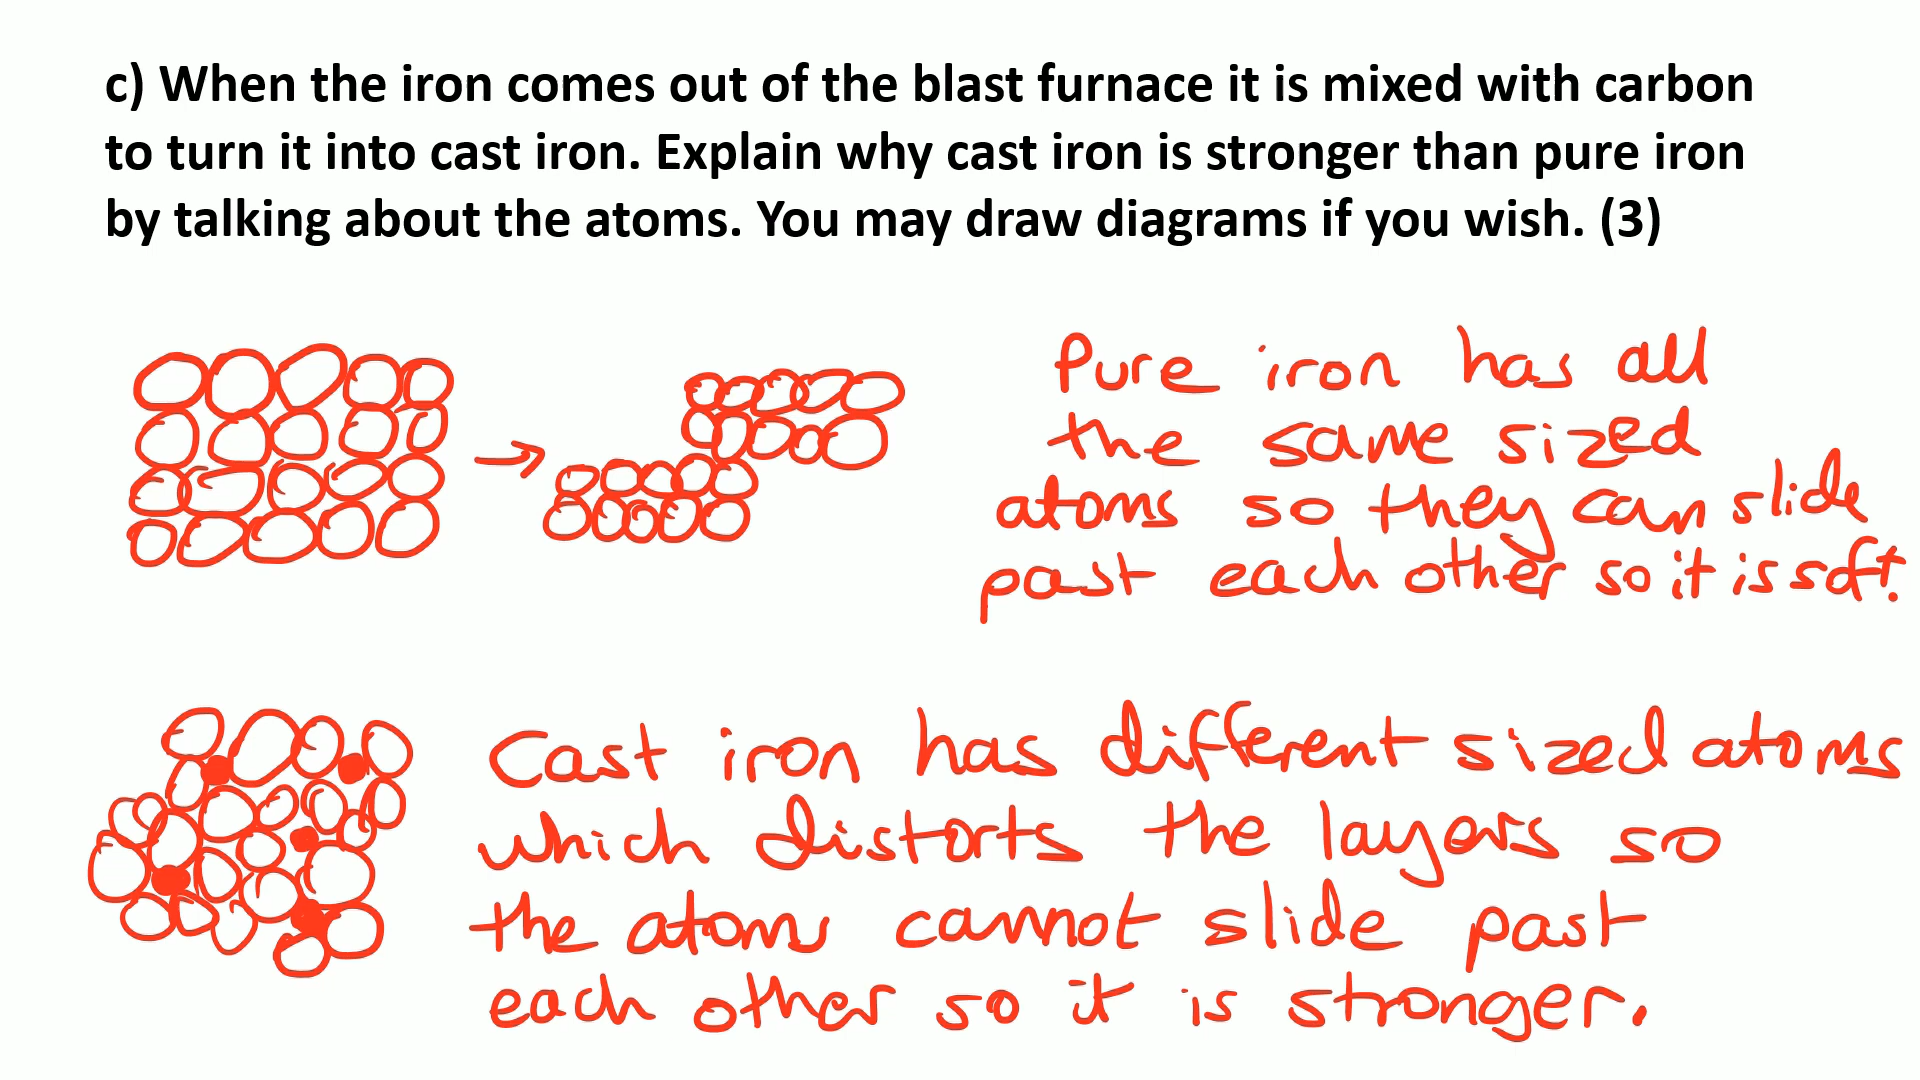 c) When the iron comes out of the blast furnace it is mixed with carbon
to turn it into cast iron. Explain why cast iron is stronger than pure iron
by talking about the atoms. You may draw diagrams if you wish. (3)
Pure iron has all
the same sized
atoms so they can slide
past each other so it is soft.
Cast iron has different sized atoms
which distorts the layers so
the atoms cannot slide past
each other so it is stronger.